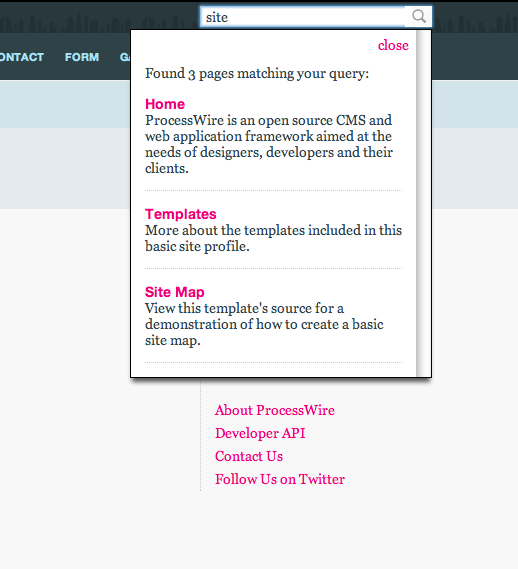 site
ONTACT FORM
close
Found 3 pages matching your query:
Home
ProcessWire is an open source CMS and
web application framework aimed at the
needs of designers, developers and their
clients.
Templates
More about the templates included in this
basic site profile.
Site Map
View this template's source for a
demonstration of how to create a basic
site map.
About ProcessWire
Developer API
Contact Us
Follow Us on Twitter